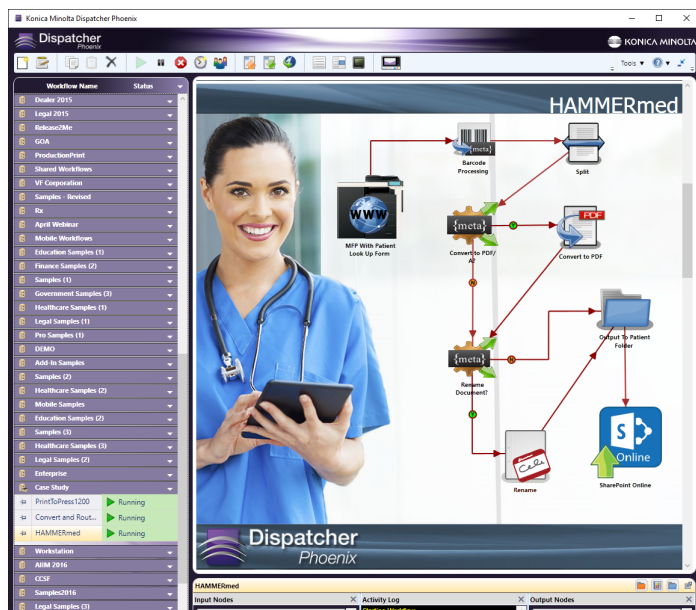 Konica Minolta Dispatcher Phoenix
Dispatcher
Phoenix
KONICA MINOLTA
Tools
Workflow Name Status
Dealer 2015
Legal 2015
Release2Me
GOA
ProductionPrint
Shared Workflows
VF Corporation
Samples - Revised
Rx
April Webinar
Mobile Workflows
Education Samples (1)
Finance Samples (2)
Samples (1)
Government Samples (3)
Healthcare Samples (1)
Legal Samples (1)
Pro Samples (1)
DEMO
Add-In Samples
Samples (2)
Healthcare Samples (2)
Mobile Samples
Education Samples (2)
Samples (3)
Healthcare Samples (3)
Legal Samples (2)
Enterprise
Case Study
PrintToPress1200 Running
Convert and Rout... Running
HAMMERmed Running
Workstation
AIIM 2016
CCSF
Samples2016
Legal Samples (3)
HAMMERmed
{meta}
Barcode
Processing
Split
WWW
MFP With Patient
Look Up Form
{meta}
Y
PDF
Convert to PDF/
A?
Convert to PDF
N
Output To Patient
Folder
{meta}
N
Rename
Document?
Y
S
Online
Rename
SharePoint Online
Dispatcher
Phoenix
HAMMERmed
Input Nodes
Activity Log
Output Nodes
Starting Workflow